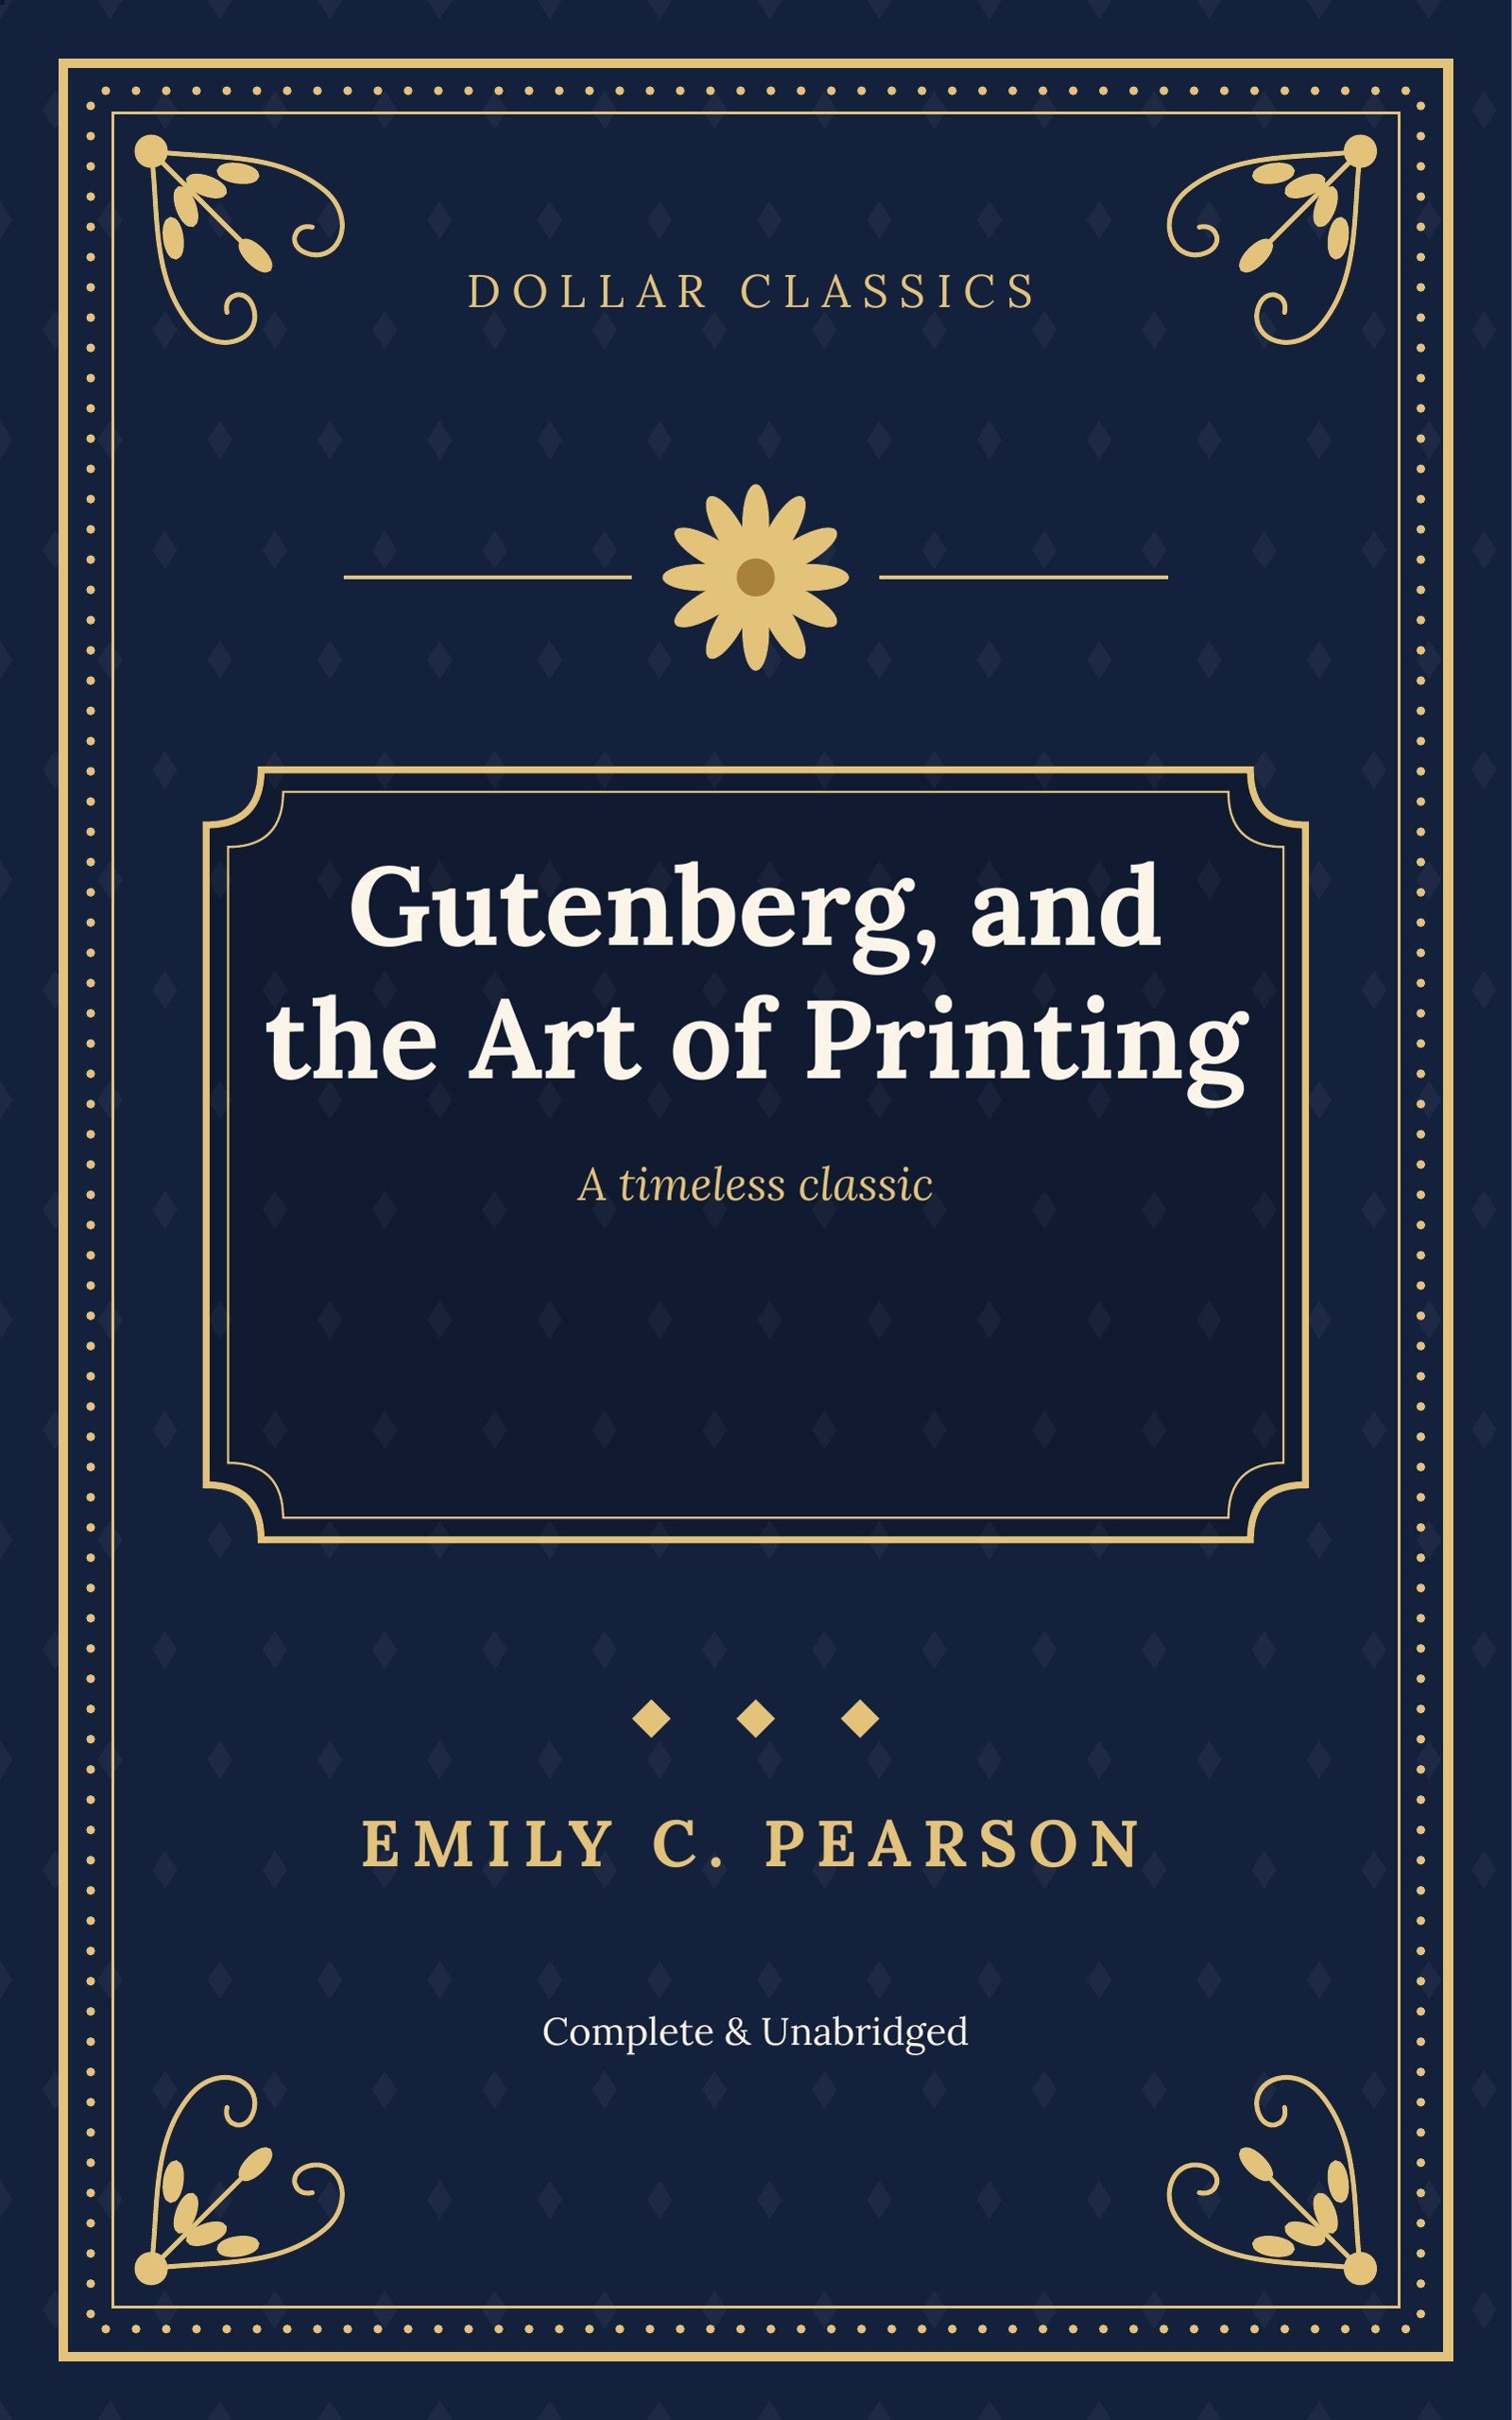 DOLLAR CLASSICS
Gutenberg, and
the Art of Printing
A timeless classic
EMILY C. PEARSON
Complete & Unabridged